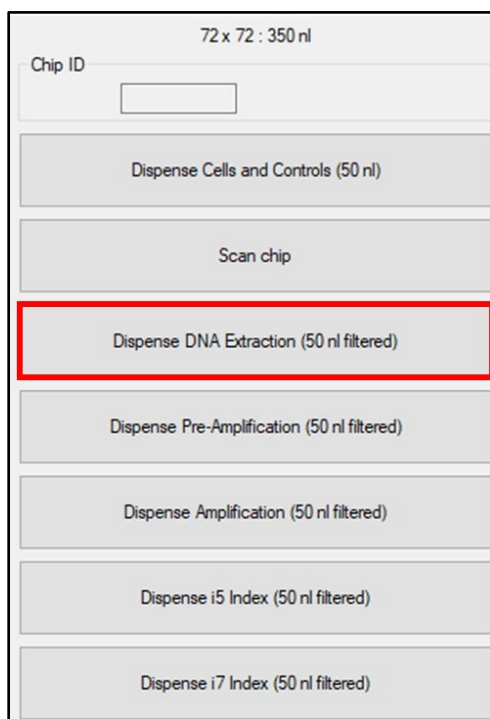 72 x 72 : 350 nl
Chip ID
Dispense Cells and Controls (50 nl)
Scan chip
Dispense DNA Extraction (50 nl filtered)
Dispense Pre-Amplification (50 nl filtered)
Dispense Amplification (50 nl filtered)
Dispense i5 Index (50 nl filtered)
Dispense i7 Index (50 nl filtered)